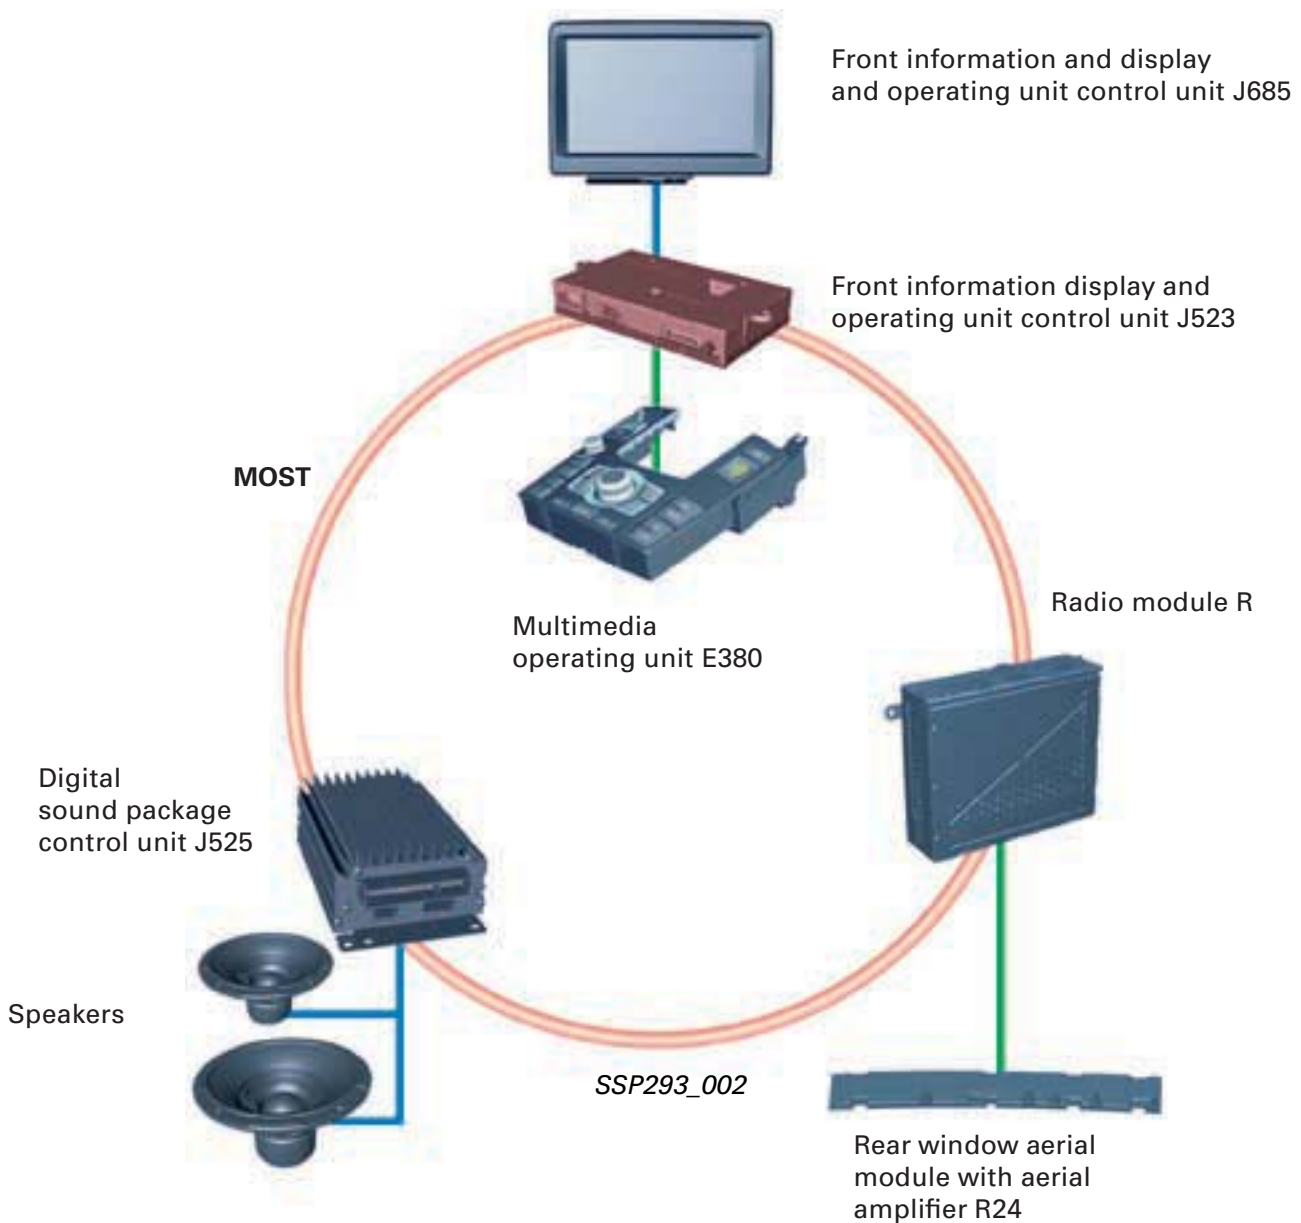 Front information and display
and operating unit control unit J685
Front information display and
operating unit control unit J523
MOST
Multimedia
operating unit E380
Radio module R
Digital
sound package
control unit J525
Speakers
SSP293_002
Rear window aerial
module with aerial
amplifier R24